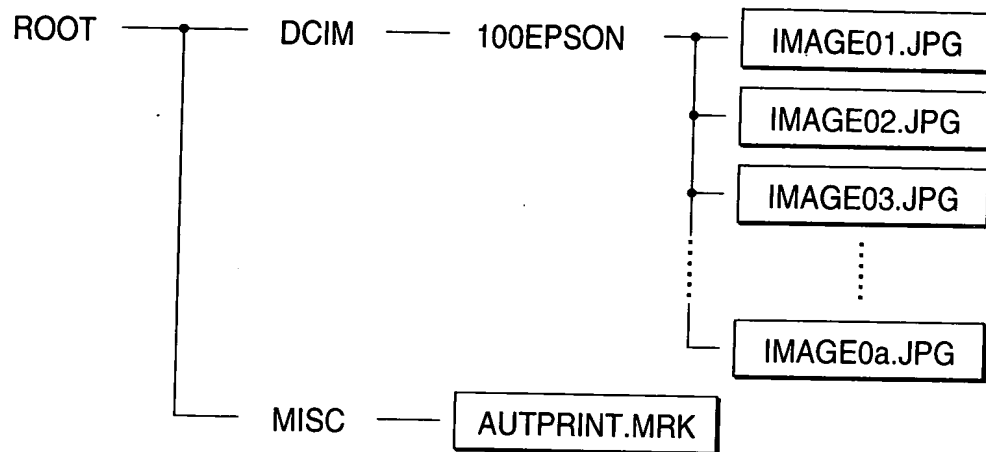 ROOT DCIM 100EPSON IMAGE01.JPG
IMAGE02.JPG
IMAGE03.JPG
IMAGE0a.JPG
MISC AUTPRINT.MRK